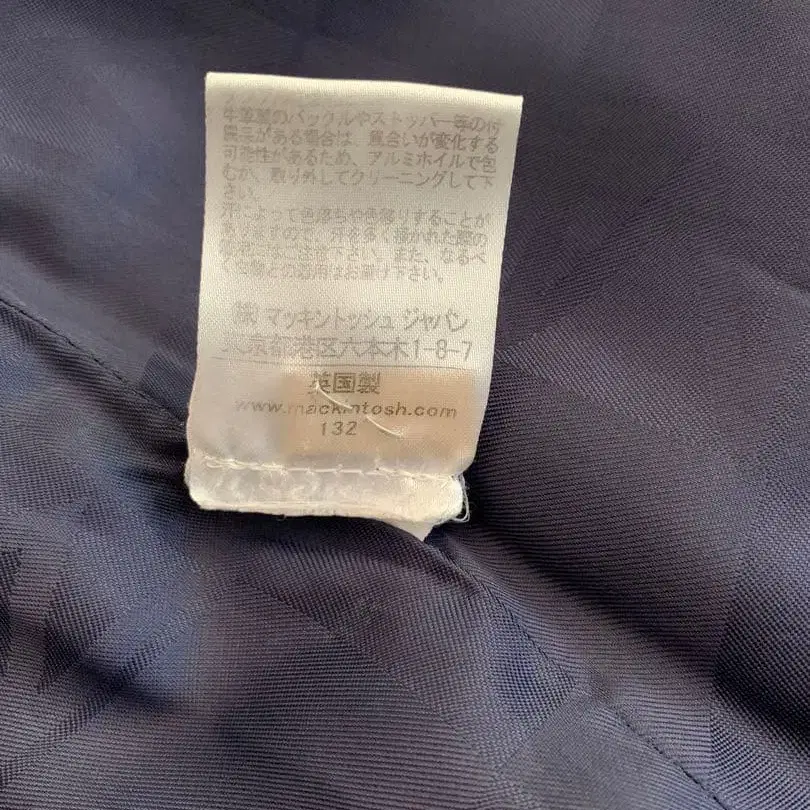 牛革製のバックルやストッパー等の付
属品がある場合は、風合いが変化する
可能性があるため、アルミホイルで包
むか、取り外してクリーニングして下
さい。
汗によって色落ちや色移りすることが
ありますので、汗を多く掻かれた際の
着用にはご注意下さい。また、なるべ
く白物との着用はお避け下さい。
(株)マッキントッシュ ジャパン
東京都港区六本木1-8-7
英国製
www.mackintosh.com
132